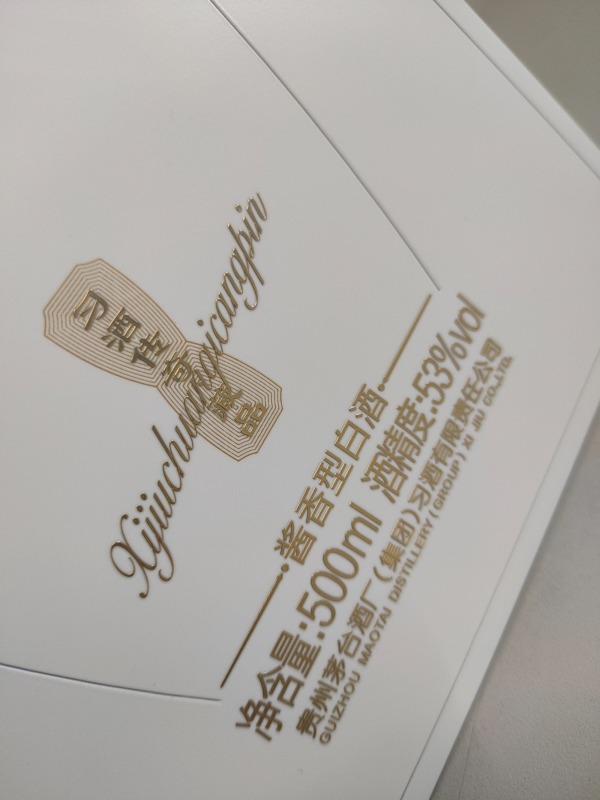 习酒传奇藏品
Xijiuchuanqicangpin
酱香型白酒
净含量:500ml 酒精度:53%vol
贵州茅台酒厂(集团)习酒有限责任公司
GUIZHOU MAOTAI DISTILLERY(GROUP) XI JIU CO.,LTD.